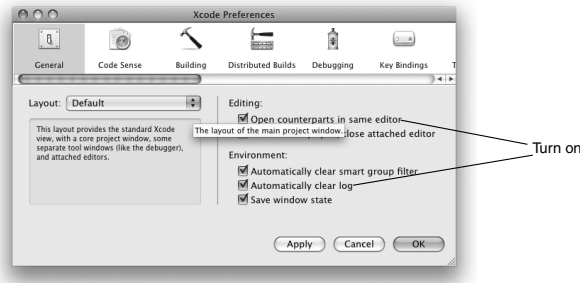 Xcode Preferences
General Code Sense Building Distributed Builds Debugging Key Bindings T
Layout: Default
This layout provides the standard Xcode
view, with a core project window, some
separate tool windows (like the debugger),
and attached editors.
Editing:
Open counterparts in same editor
The layout of the main project window.
close attached editor
Environment:
Automatically clear smart group filter
Automatically clear log
Save window state
Turn on
Apply Cancel OK